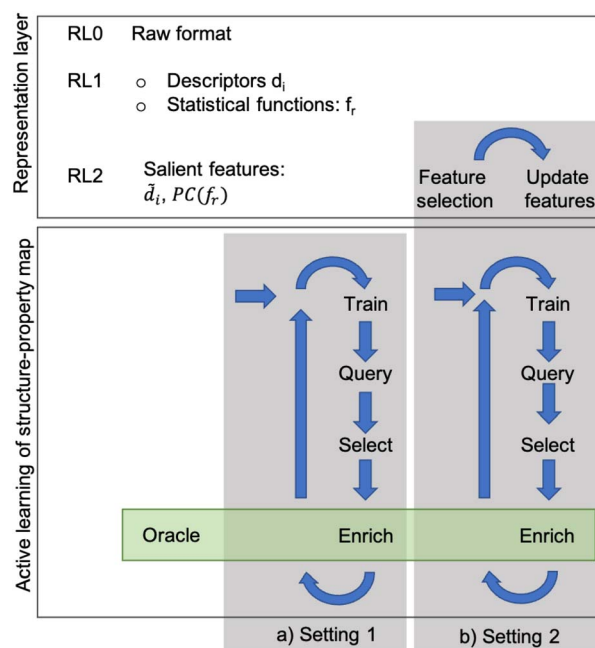 Representation layer
RL0 Raw format
RL1 o Descriptors dᵢ
o Statistical functions: fᵣ
RL2 Salient features:
d̃ᵢ, PC(fᵣ)
Feature selection
Update features
Active learning of structure-property map
Train
Query
Select
Train
Query
Select
Oracle
Enrich
Enrich
a) Setting 1
b) Setting 2